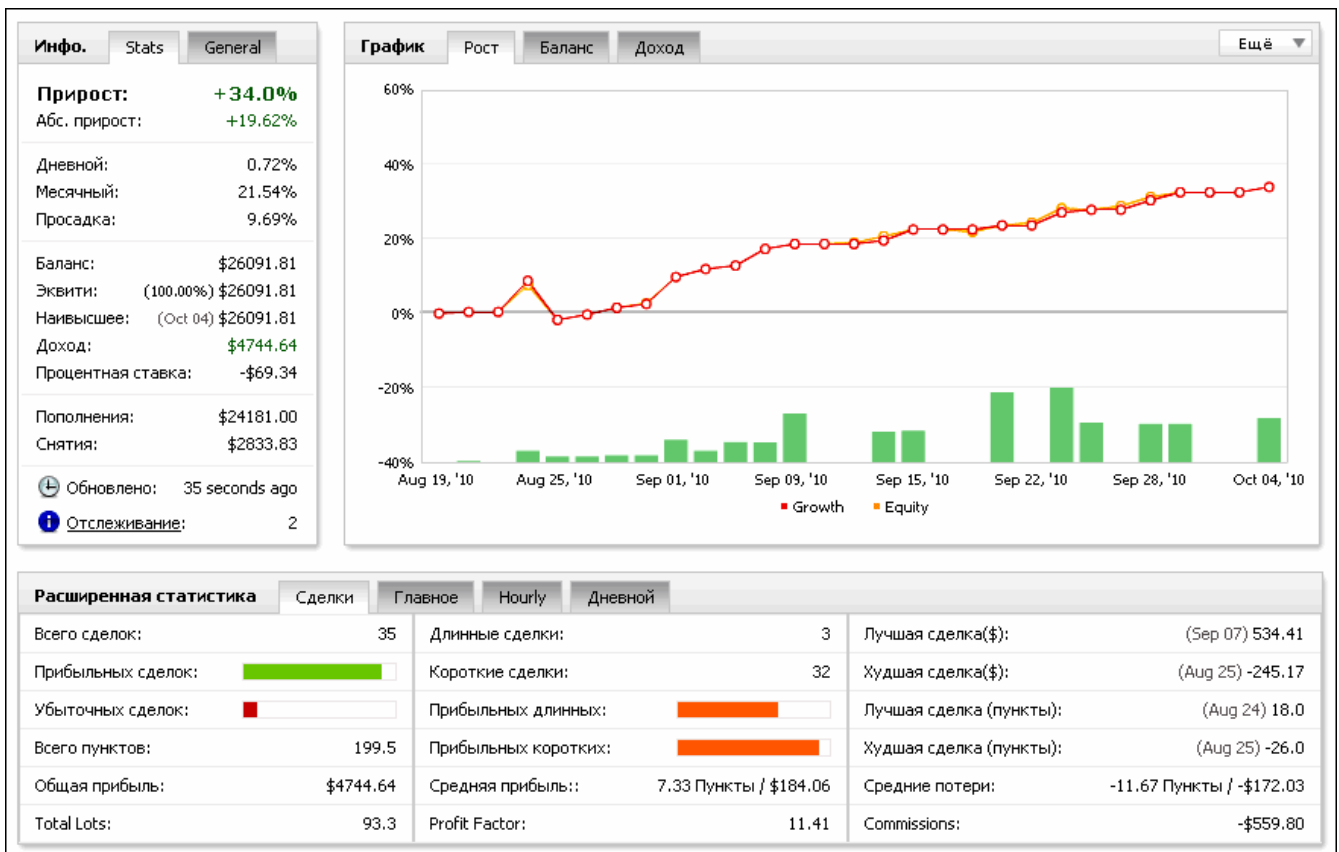 Инфо. Stats General
Прирост: +34.0%
Абс. прирост: +19.62%
Дневной: 0.72%
Месячный: 21.54%
Просадка: 9.69%
Баланс: $26091.81
Эквити: (100.00%) $26091.81
Наивысшее: (Oct 04) $26091.81
Доход: $4744.64
Процентная ставка: -$69.34
Пополнения: $24181.00
Снятия: $2833.83
Обновлено: 35 seconds ago
Отслеживание: 2
График Рост Баланс Доход Ещё
60%
40%
20%
0%
-20%
-40%
Aug 19, '10 Aug 25, '10 Sep 01, '10 Sep 09, '10 Sep 15, '10 Sep 22, '10 Sep 28, '10 Oct 04, '10
Growth Equity
Расширенная статистика Сделки Главное Hourly Дневной
Всего сделок: 35 Длинные сделки: 3 Лучшая сделка($): (Sep 07) 534.41
Прибыльных сделок: Короткие сделки: 32 Худшая сделка($): (Aug 25) -245.17
Убыточных сделок: Прибыльных длинных: Лучшая сделка (пункты): (Aug 24) 18.0
Всего пунктов: 199.5 Прибыльных коротких: Худшая сделка (пункты): (Aug 25) -26.0
Общая прибыль: $4744.64 Средняя прибыль:: 7.33 Пункты / $184.06 Средние потери: -11.67 Пункты / -$172.03
Total Lots: 93.3 Profit Factor: 11.41 Commissions: -$559.80